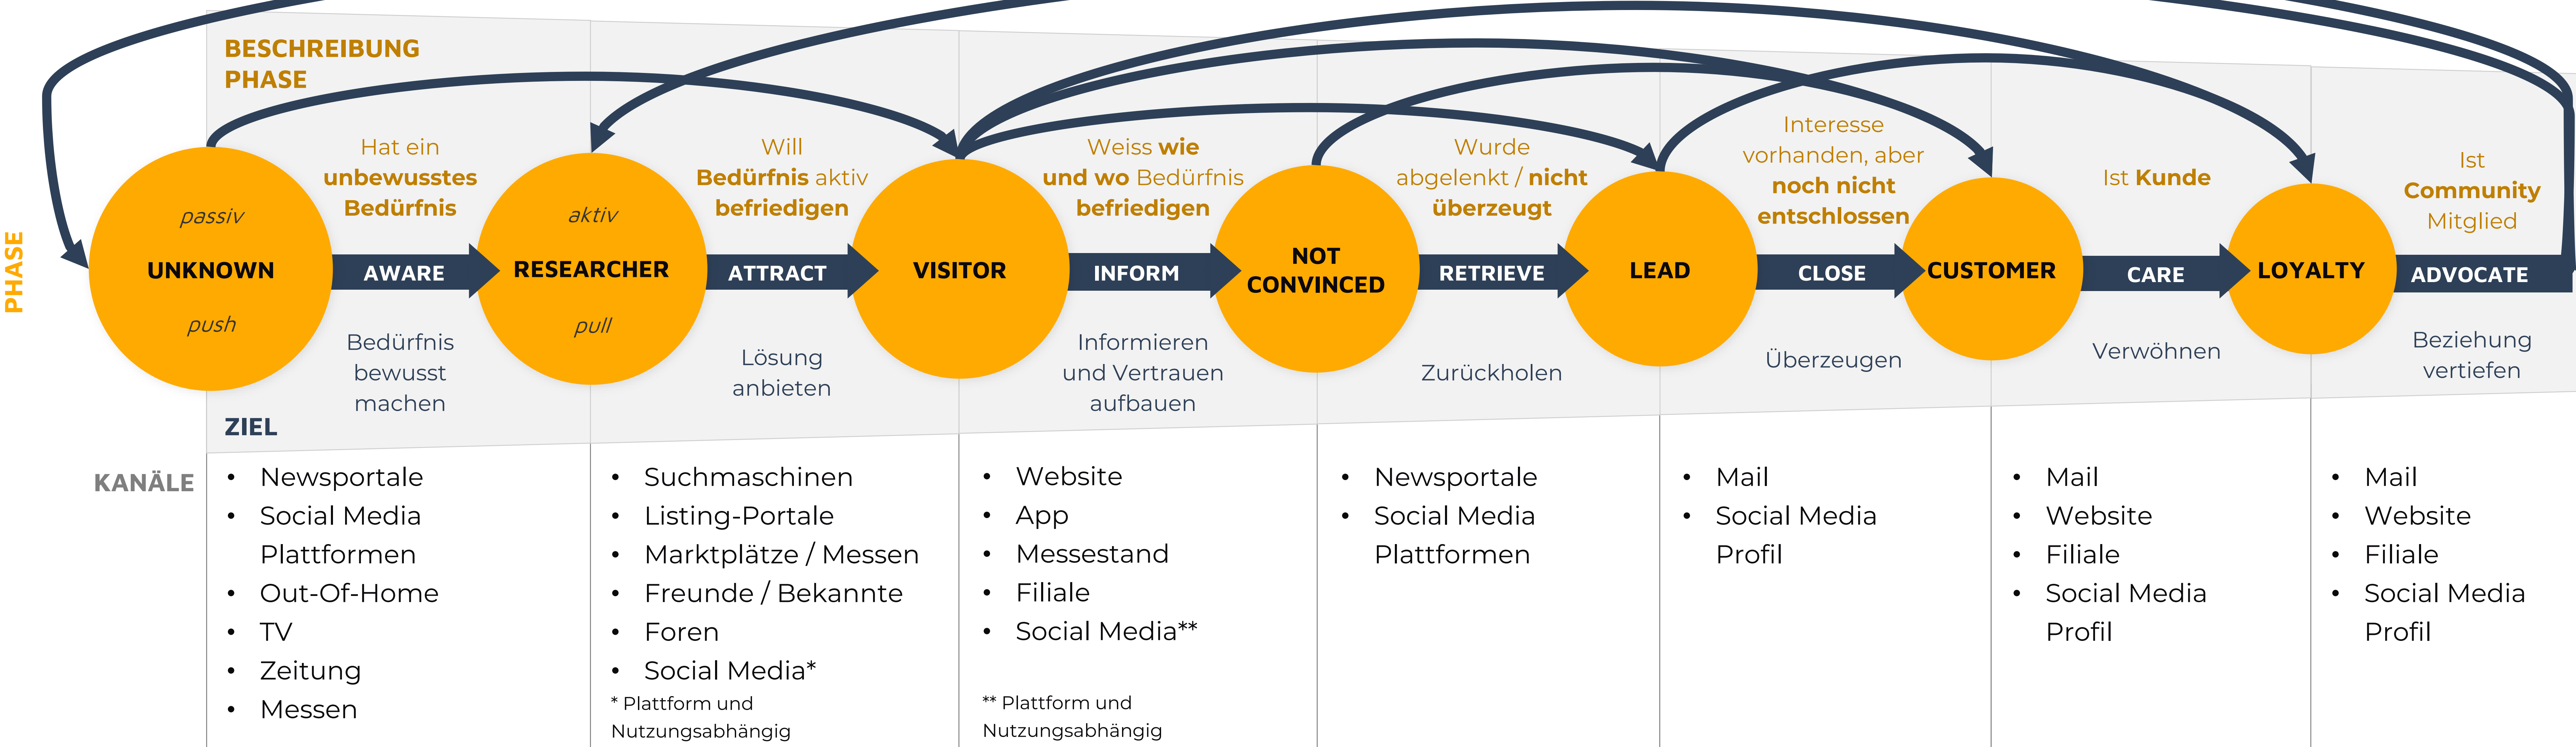 BESCHREIBUNG
PHASE
PHASE
Hat ein
unbewusstes
Bedürfnis
Will
Bedürfnis aktiv
befriedigen
Weiss wie
und wo Bedürfnis
befriedigen
Wurde
abgelenkt / nicht
überzeugt
Interesse
vorhanden, aber
noch nicht
entschlossen
Ist Kunde
Ist
Community
Mitglied
passiv
UNKNOWN
push
AWARE
aktiv
RESEARCHER
pull
ATTRACT
VISITOR
INFORM
NOT
CONVINCED
RETRIEVE
LEAD
CLOSE
CUSTOMER
CARE
LOYALTY
ADVOCATE
ZIEL
Bedürfnis
bewusst
machen
Lösung
anbieten
Informieren
und Vertrauen
aufbauen
Zurückholen
Überzeugen
Verwöhnen
Beziehung
vertiefen
KANÄLE
• Newsportale
• Social Media
Plattformen
• Out-Of-Home
• TV
• Zeitung
• Messen
• Suchmaschinen
• Listing-Portale
• Marktplätze / Messen
• Freunde / Bekannte
• Foren
• Social Media*
* Plattform und
Nutzungsabhängig
• Website
• App
• Messestand
• Filiale
• Social Media**
** Plattform und
Nutzungsabhängig
• Newsportale
• Social Media
Plattformen
• Mail
• Social Media
Profil
• Mail
• Website
• Filiale
• Social Media
Profil
• Mail
• Website
• Filiale
• Social Media
Profil